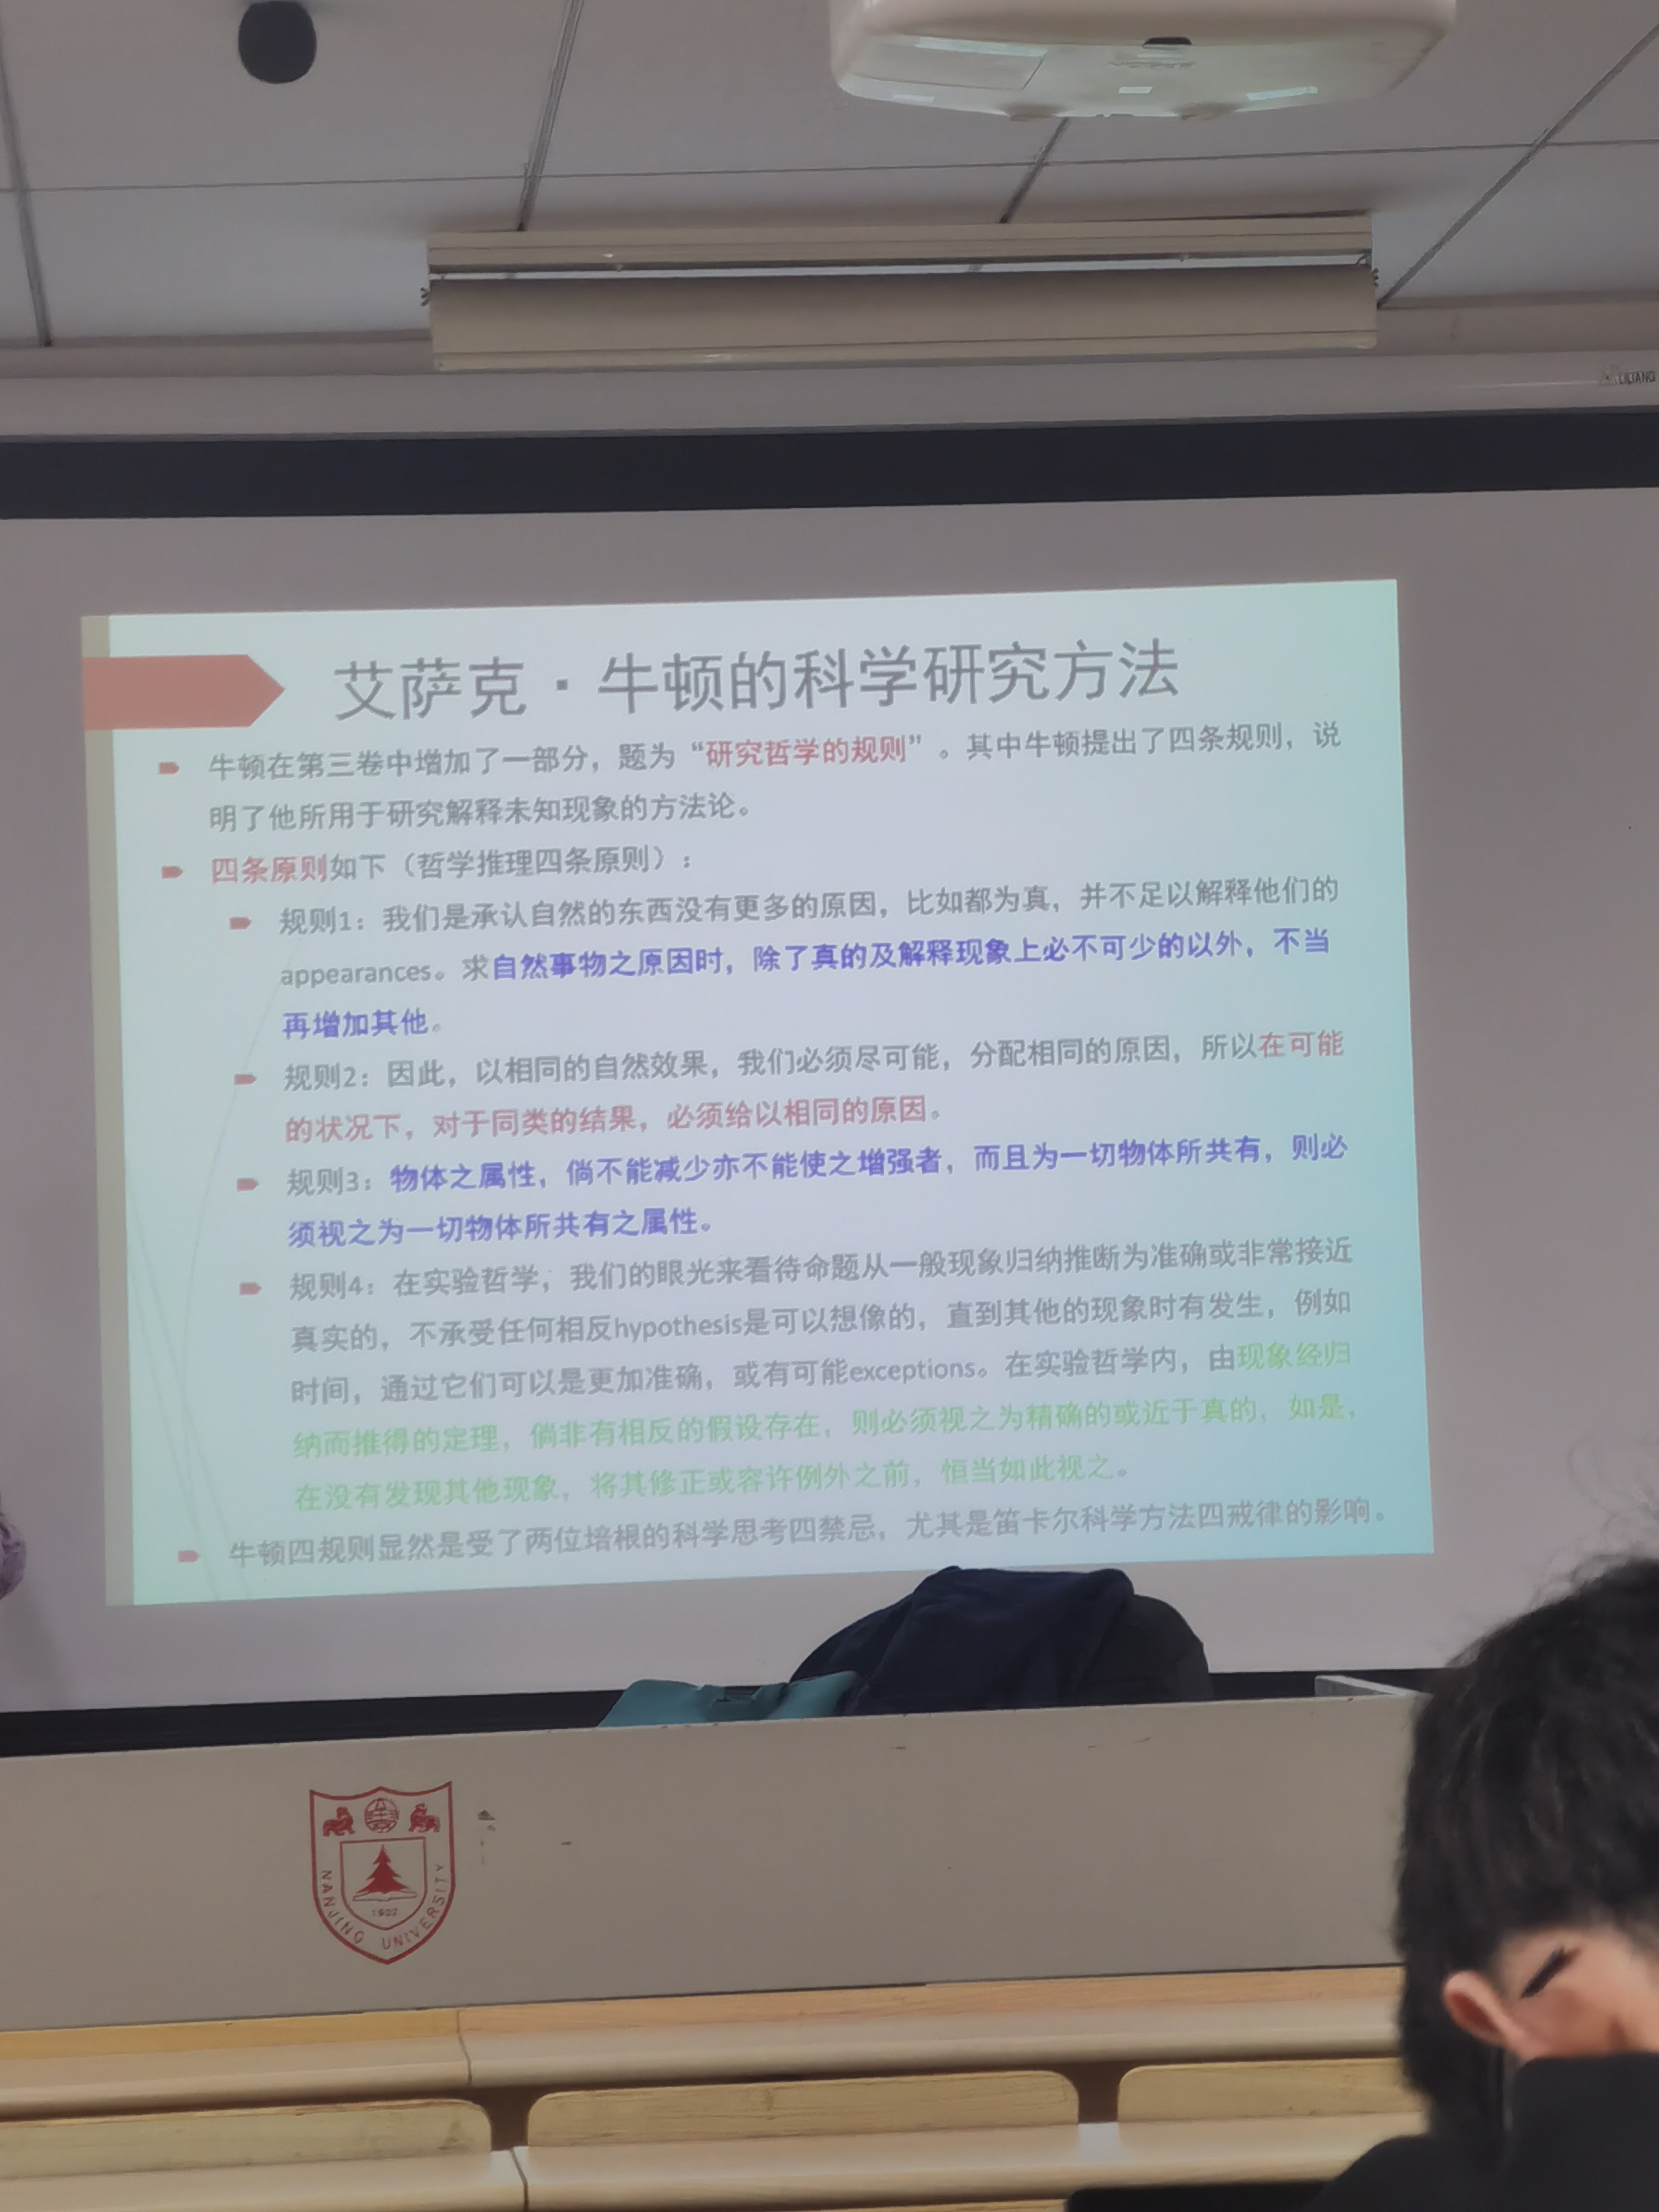 LILIANG
艾萨克·牛顿的科学研究方法
牛顿在第三卷中增加了一部分，题为“研究哲学的规则”。其中牛顿提出了四条规则，说
明了他所用于研究解释未知现象的方法论。
四条原则如下（哲学推理四条原则）：
规则1：我们是承认自然的东西没有更多的原因，比如都为真，并不足以解释他们的
appearances。求自然事物之原因时，除了真的及解释现象上必不可少的以外，不当
再增加其他。
规则2：因此，以相同的自然效果，我们必须尽可能，分配相同的原因，所以在可能
的状况下，对于同类的结果，必须给以相同的原因。
规则3：物体之属性，倘不能减少亦不能使之增强者，而且为一切物体所共有，则必
须视之为一切物体所共有之属性。
规则4：在实验哲学，我们的眼光来看待命题从一般现象归纳推断为准确或非常接近
真实的，不承受任何相反hypothesis是可以想像的，直到其他的现象时有发生，例如
时间，通过它们可以是更加准确，或有可能exceptions。在实验哲学内，由现象经归
纳而推得的定理，倘非有相反的假设存在，则必须视之为精确的或近于真的，如是，
在没有发现其他现象，将其修正或容许例外之前，恒当如此视之。
牛顿四规则显然是受了两位培根的科学思考四禁忌，尤其是笛卡尔科学方法四戒律的影响。
1902
NANJING UNIVERSITY